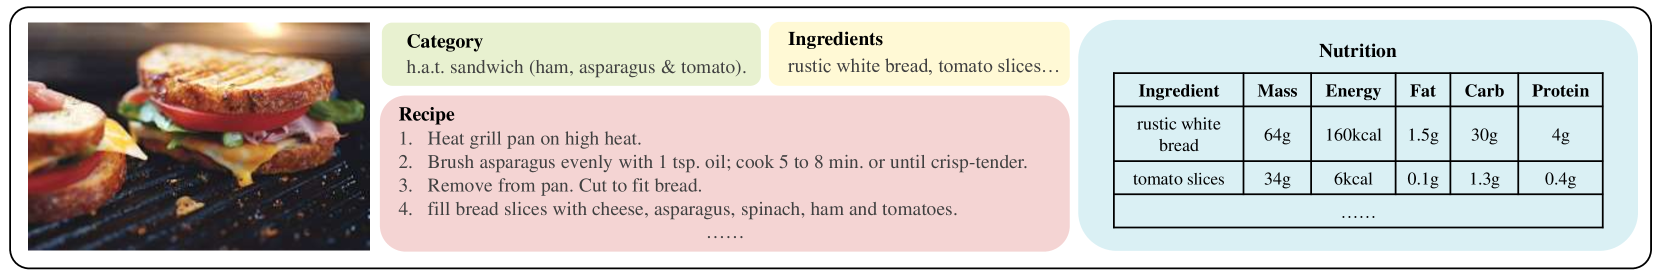 Category
h.a.t. sandwich (ham, asparagus & tomato).
Ingredients
rustic white bread, tomato slices…
Recipe
1. Heat grill pan on high heat.
2. Brush asparagus evenly with 1 tsp. oil; cook 5 to 8 min. or until crisp-tender.
3. Remove from pan. Cut to fit bread.
4. fill bread slices with cheese, asparagus, spinach, ham and tomatoes.
……
Nutrition
Ingredient Mass Energy Fat Carb Protein
rustic white
bread 64g 160kcal 1.5g 30g 4g
tomato slices 34g 6kcal 0.1g 1.3g 0.4g
……